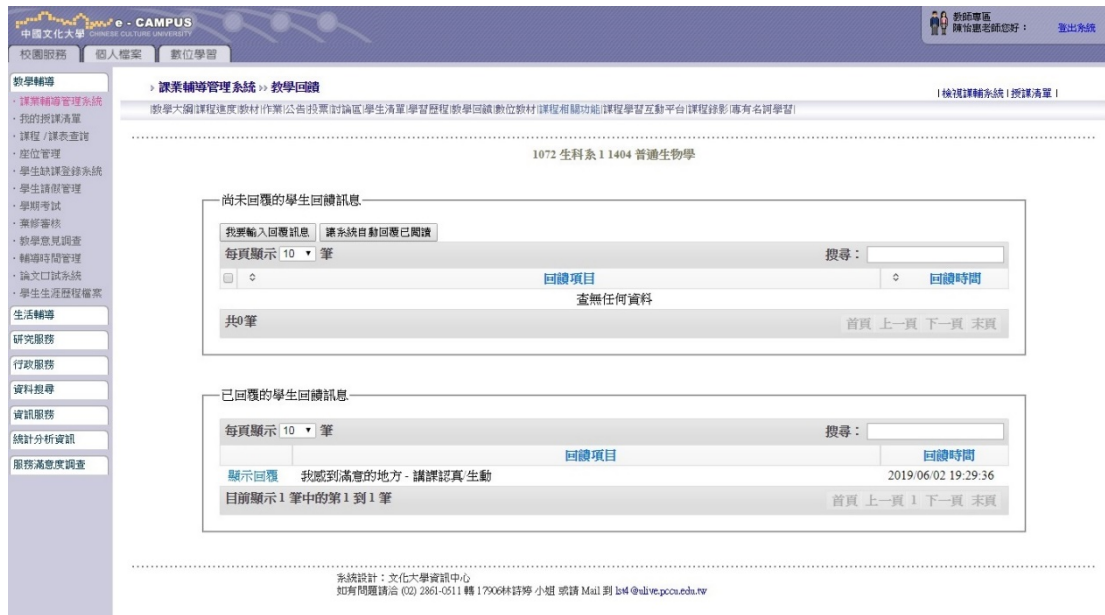 e - CAMPUS
中國文化大學 CHINESE CULTURE UNIVERSITY
教師專區
陳怡惠老師您好：
登出系統
校園服務 個人檔案 數位學習
教學輔導
· 課業輔導管理系統
· 我的授課清單
· 課程 / 課表查詢
· 座位管理
· 學生缺課登錄系統
· 學生請假管理
· 學期考試
· 棄修審核
· 教學意見調查
· 輔導時間管理
· 論文口試系統
· 學生生涯歷程檔案
生活輔導
研究服務
行政服務
資料搜尋
資訊服務
統計分析資訊
服務滿意度調查
› 課業輔導管理系統 ›› 教學回饋
| 檢視課輔系統 | 授課清單 |
|教學大綱|課程進度|教材|作業|公告|投票|討論區|學生清單|學習歷程|教學回饋|數位教材|課程相關功能|課程學習互動平台|課程錄影|專有名詞學習|
1072 生科系 1 1404 普通生物學
尚未回覆的學生回饋訊息
我要輸入回覆訊息 讓系統自動回覆已閱讀
每頁顯示 10 筆 搜尋：
回饋項目 回饋時間
查無任何資料
共0筆 首頁 上一頁 下一頁 末頁
已回覆的學生回饋訊息
每頁顯示 10 筆 搜尋：
回饋項目 回饋時間
顯示回覆 我感到滿意的地方 - 講課認真/生動 2019/06/02 19:29:36
目前顯示 1 筆中的第 1 到 1 筆 首頁 上一頁 1 下一頁 末頁
系統設計：文化大學資訊中心
如有問題請洽 (02) 2861-0511 轉 17906林詩婷 小姐 或請 Mail 到 lst4@ulive.pccu.edu.tw